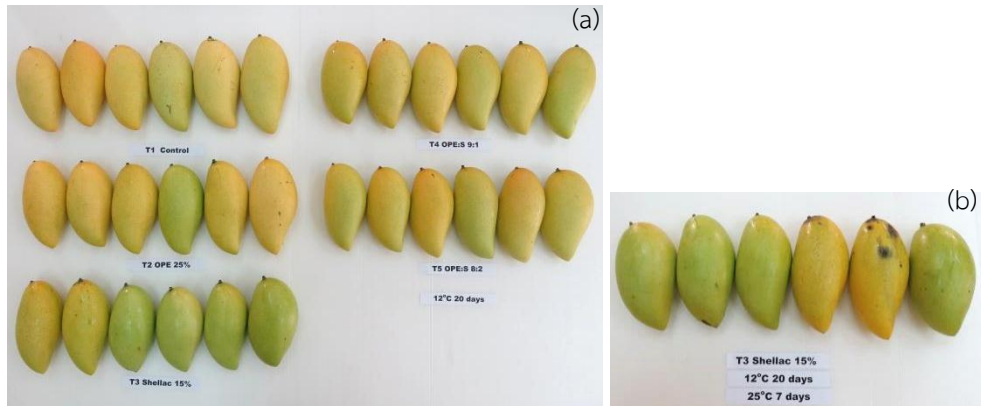 (a)
T1 Control
T4 OPE:S 9:1
T2 OPE 25%
T5 OPE:S 8:2
12°C 20 days
T3 Shellac 15%
(b)
T3 Shellac 15%
12°C 20 days
25°C 7 days